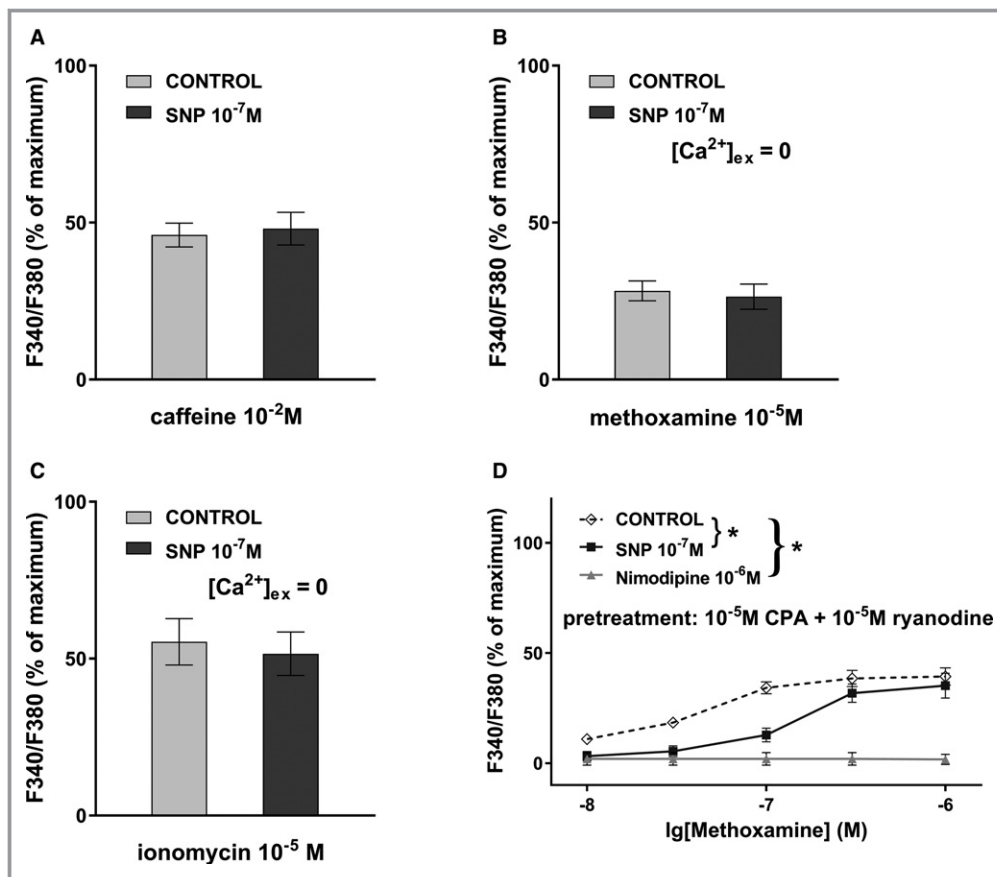 A
F340/F380 (% of maximum)
100
50
0
CONTROL
SNP 10⁻⁷M
caffeine 10⁻²M
B
F340/F380 (% of maximum)
100
50
0
CONTROL
SNP 10⁻⁷M
[Ca²⁺]ₑₓ = 0
methoxamine 10⁻⁵M
C
F340/F380 (% of maximum)
100
50
0
CONTROL
SNP 10⁻⁷M
[Ca²⁺]ₑₓ = 0
ionomycin 10⁻⁵ M
D
F340/F380 (% of maximum)
100
50
0
CONTROL } * } *
SNP 10⁻⁷M
Nimodipine 10⁻⁶M
pretreatment: 10⁻⁵M CPA + 10⁻⁵M ryanodine
-8 -7 -6
lg[Methoxamine] (M)